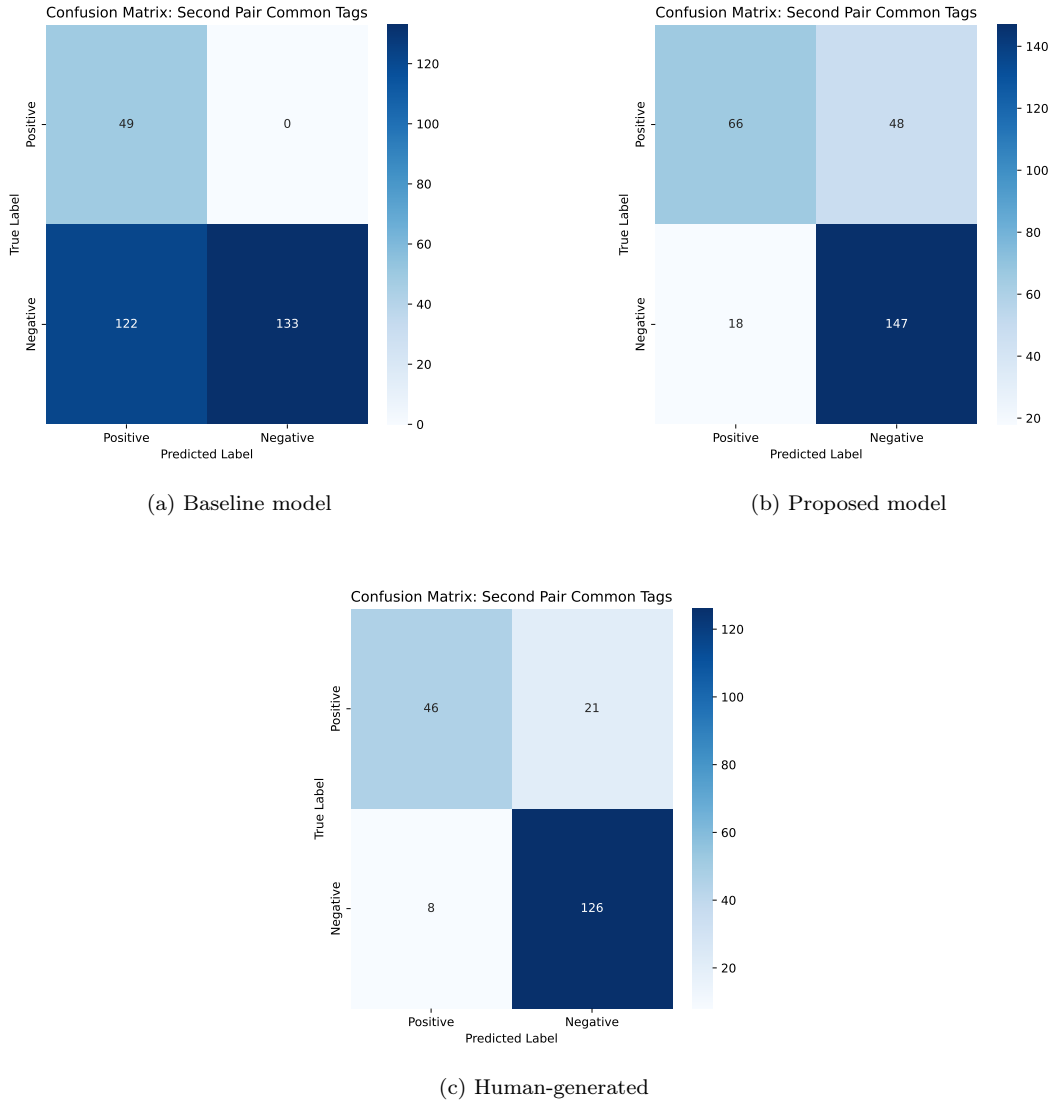 Confusion Matrix: Second Pair Common Tags
Positive
Negative
True Label
49
0
122
133
Positive
Negative
Predicted Label
120
100
80
60
40
20
0
(a) Baseline model
Confusion Matrix: Second Pair Common Tags
Positive
Negative
True Label
66
48
18
147
Positive
Negative
Predicted Label
140
120
100
80
60
40
20
(b) Proposed model
Confusion Matrix: Second Pair Common Tags
Positive
Negative
True Label
46
21
8
126
Positive
Negative
Predicted Label
120
100
80
60
40
20
(c) Human-generated